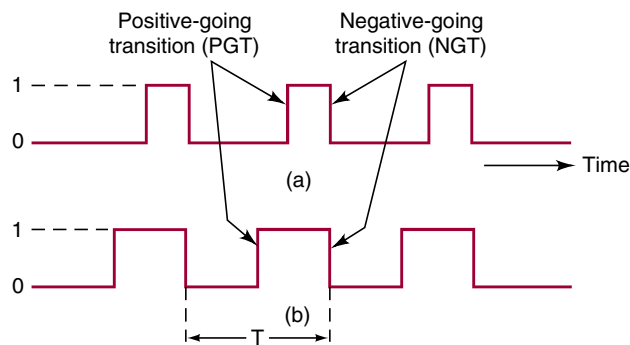 Positive-going
transition (PGT)
Negative-going
transition (NGT)
1
0
Time
(a)
1
0
(b)
T